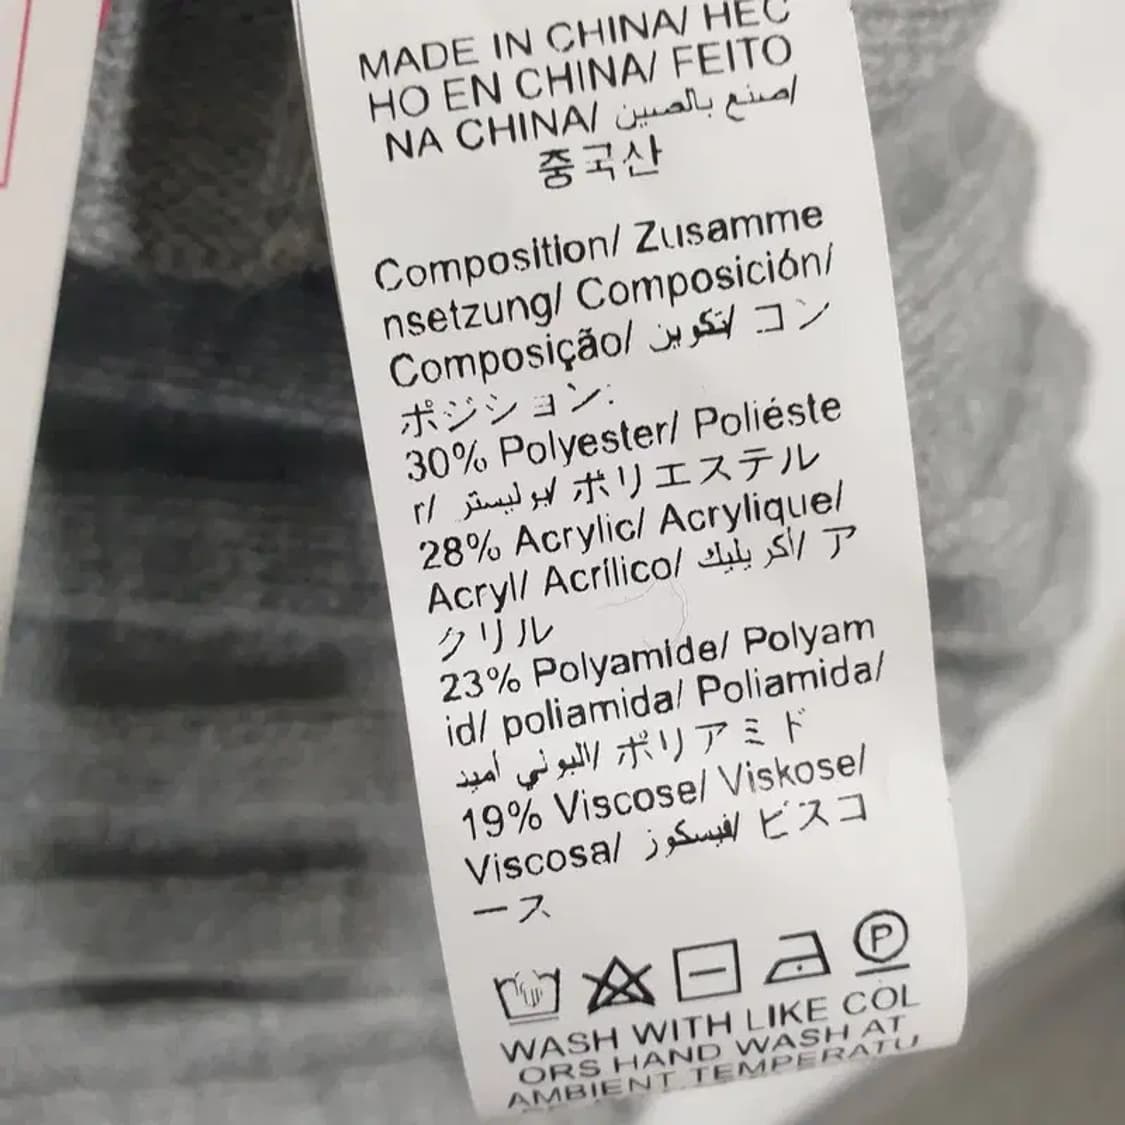 MADE IN CHINA/ HEC
HO EN CHINA/ FEITO
NA CHINA/ صنع بالصين/
중국산
Composition/ Zusamme
nsetzung/ Composición/
Composição/ تكوين/ コン
ポジション:
30% Polyester/ Poliéste
r/ بوليستر/ ポリエステル
28% Acrylic/ Acrylique/
Acryl/ Acrílico/ أكريليك/ ア
クリル
23% Polyamide/ Polyam
id/ poliamida/ Poliamida/
البولي أميد/ ポリアミド
19% Viscose/ Viskose/
Viscosa/ فيسكوز/ ビスコ
ース
P
WASH WITH LIKE COL
ORS HAND WASH AT
AMBIENT TEMPERATU